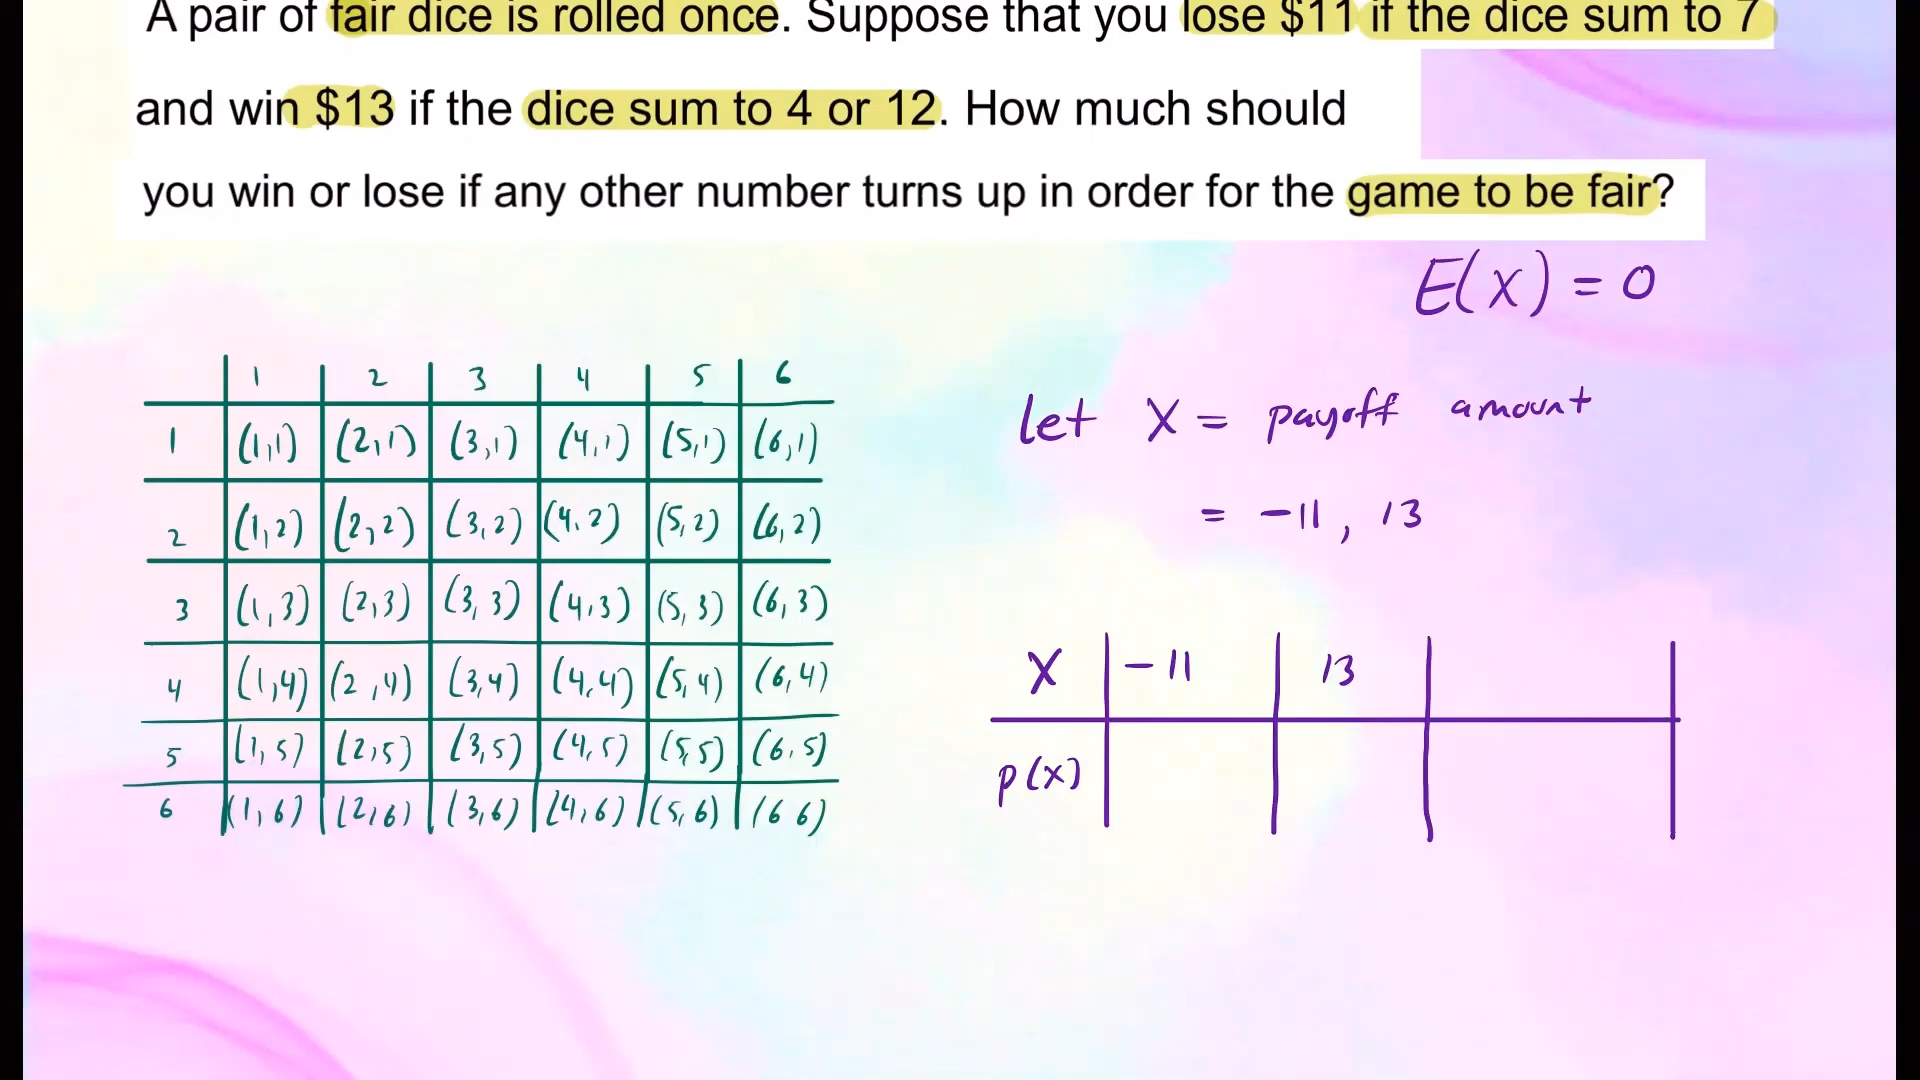 A pair of fair dice is rolled once. Suppose that you lose $11 if the dice sum to 7
and win $13 if the dice sum to 4 or 12. How much should
you win or lose if any other number turns up in order for the game to be fair?
E(X) = 0
1 2 3 4 5 6
1 (1,1) (2,1) (3,1) (4,1) (5,1) (6,1)
2 (1,2) (2,2) (3,2) (4,2) (5,2) (6,2)
3 (1,3) (2,3) (3,3) (4,3) (5,3) (6,3)
4 (1,4) (2,4) (3,4) (4,4) (5,4) (6,4)
5 (1,5) (2,5) (3,5) (4,5) (5,5) (6,5)
6 (1,6) (2,6) (3,6) (4,6) (5,6) (6 6)
let X = payoff amount
= -11, 13
X -11 13
P(X)